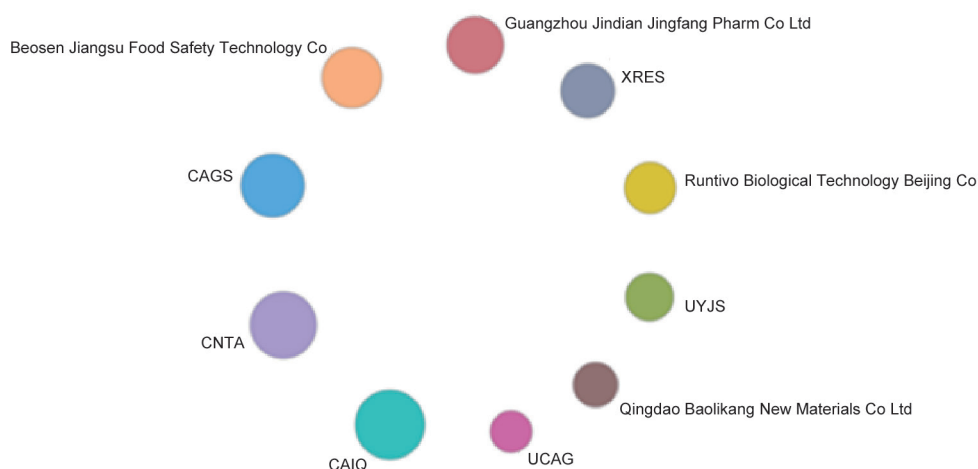 Guangzhou Jindian Jingfang Pharm Co Ltd
Beosen Jiangsu Food Safety Technology Co
XRES
CAGS
Runtivo Biological Technology Beijing Co
UYJS
CNTA
Qingdao Baolikang New Materials Co Ltd
UCAG
CAIQ